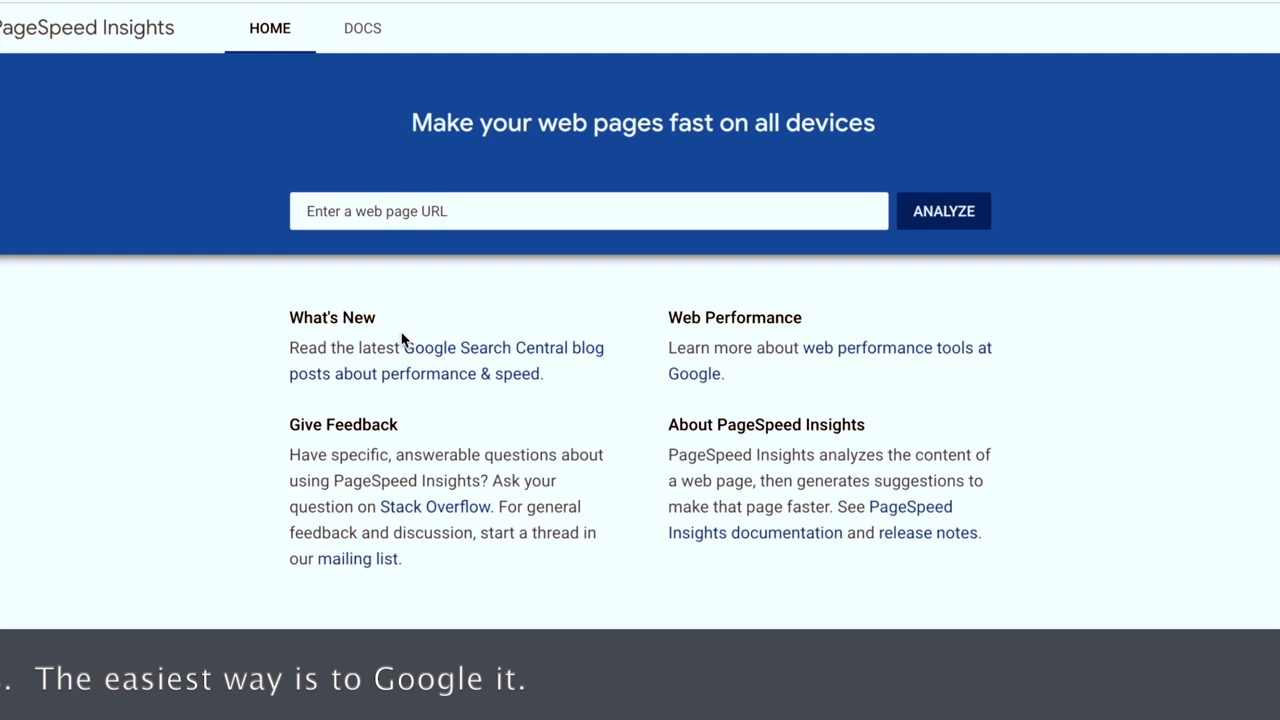 PageSpeed Insights
HOME
DOCS
Make your web pages fast on all devices
Enter a web page URL
ANALYZE
What's New
Read the latest Google Search Central blog
posts about performance & speed.
Web Performance
Learn more about web performance tools at
Google.
Give Feedback
Have specific, answerable questions about
using PageSpeed Insights? Ask your
question on Stack Overflow. For general
feedback and discussion, start a thread in
our mailing list.
About PageSpeed Insights
PageSpeed Insights analyzes the content of
a web page, then generates suggestions to
make that page faster. See PageSpeed
Insights documentation and release notes.
. The easiest way is to Google it.